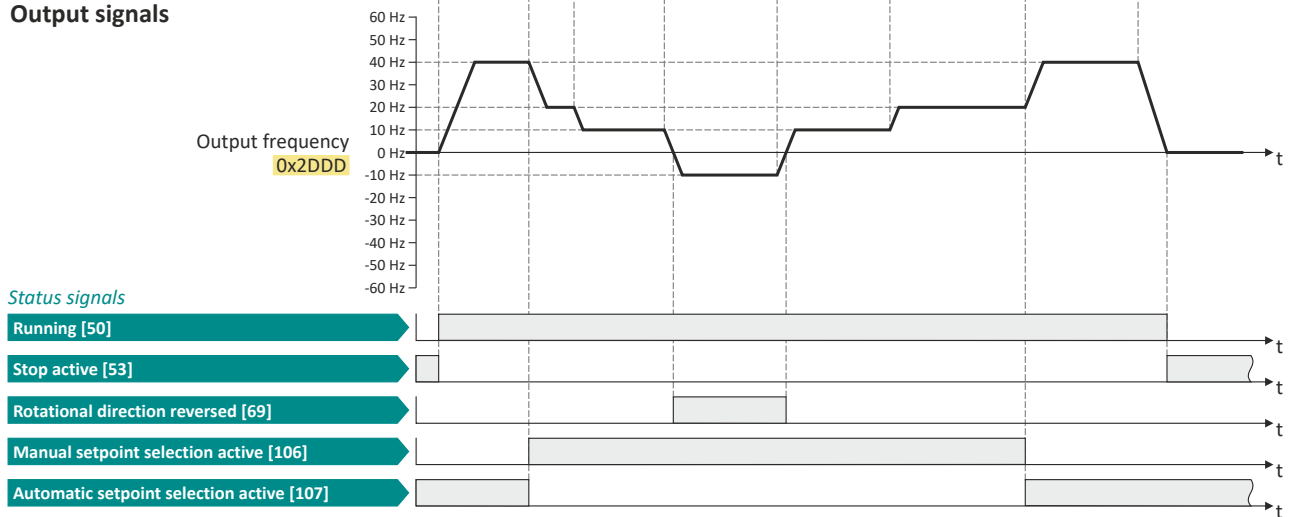 Output signals
60 Hz
50 Hz
40 Hz
30 Hz
20 Hz
10 Hz
0 Hz
-10 Hz
-20 Hz
-30 Hz
-40 Hz
-50 Hz
-60 Hz
Output frequency
0x2DDD
t
Status signals
Running [50]
t
Stop active [53]
t
Rotational direction reversed [69]
t
Manual setpoint selection active [106]
t
Automatic setpoint selection active [107]
t